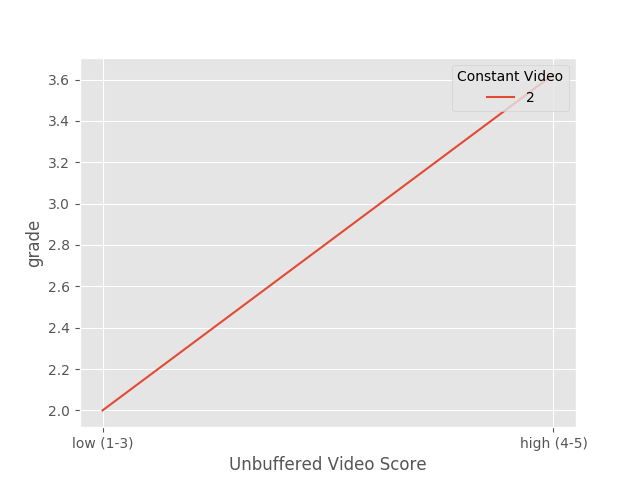 Constant Video
2
3.6
3.4
3.2
3.0
2.8
2.6
2.4
2.2
2.0
grade
low (1-3)
high (4-5)
Unbuffered Video Score